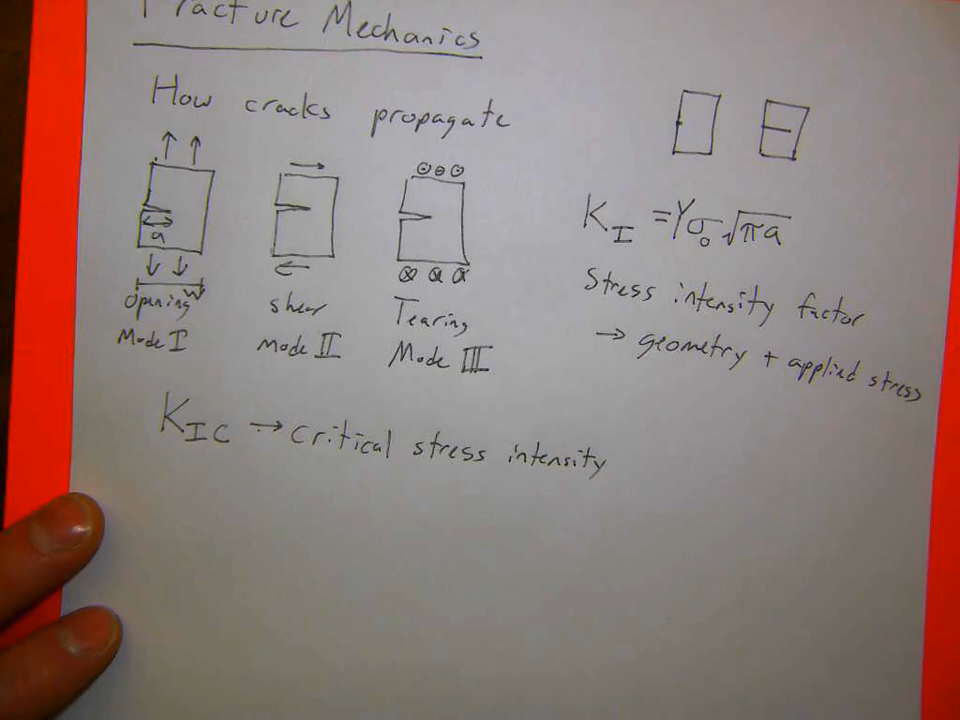 Fracture Mechanics
How cracks propagate
a
W
opening
Mode I
shear
mode II
Tearing
Mode III
K_I = Yσ₀√πa
Stress intensity factor
→ geometry + applied stress
K_IC → critical stress intensity